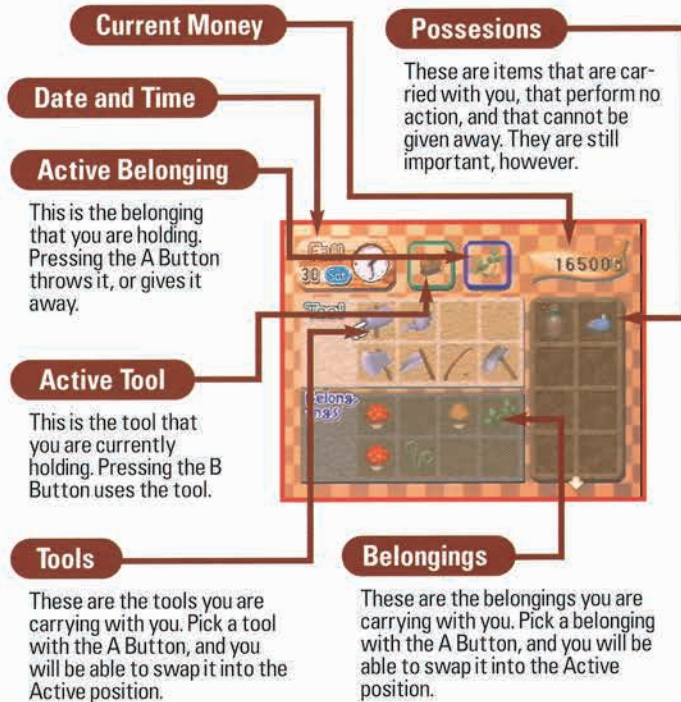 Current Money
Possesions
These are items that are car-
ried with you, that perform no
action, and that cannot be
given away. They are still
important, however.
Date and Time
Active Belonging
This is the belonging
that you are holding.
Pressing the A Button
throws it, or gives it
away.
Fall
30 Sat
16500G
Tool
Belong-
ings
Active Tool
This is the tool that
you are currently
holding. Pressing the B
Button uses the tool.
Tools
These are the tools you are
carrying with you. Pick a tool
with the A Button, and you
will be able to swap it into the
Active position.
Belongings
These are the belongings you are
carrying with you. Pick a belonging
with the A Button, and you will be
able to swap it into the Active
position.